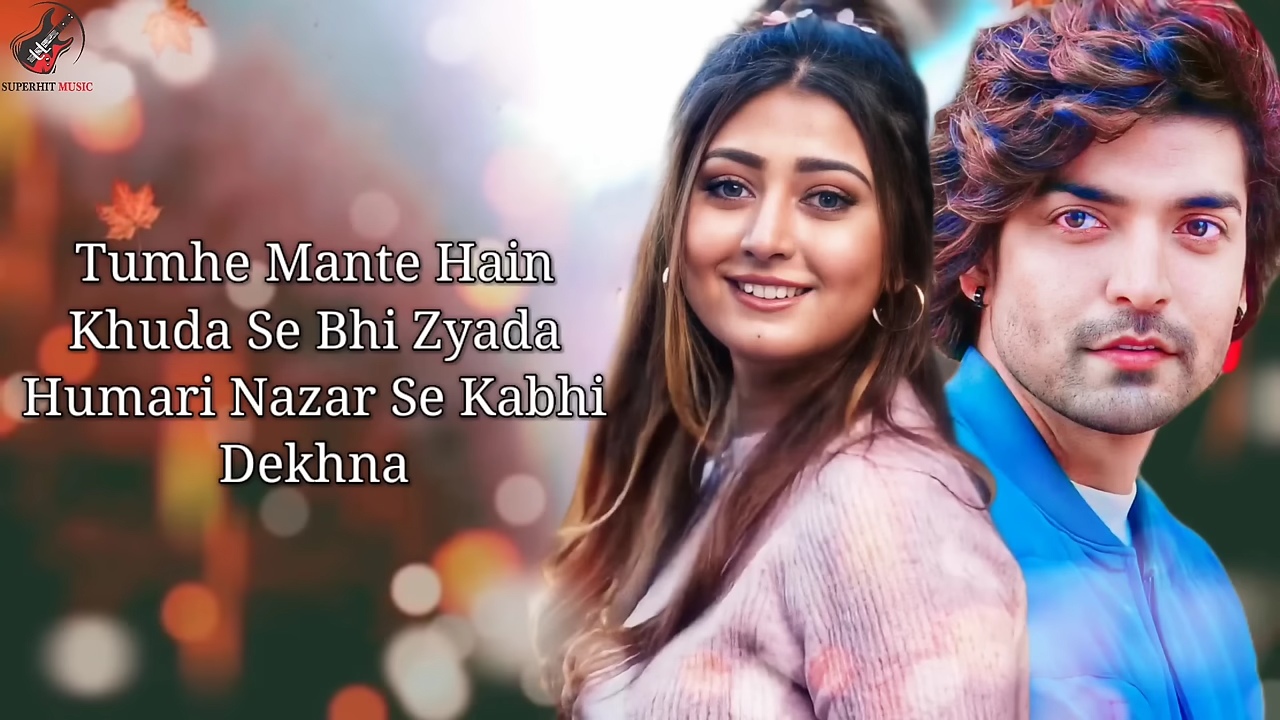 SUPERHIT MUSIC
Tumhe Mante Hain
Khuda Se Bhi Zyada
Humari Nazar Se Kabhi
Dekhna